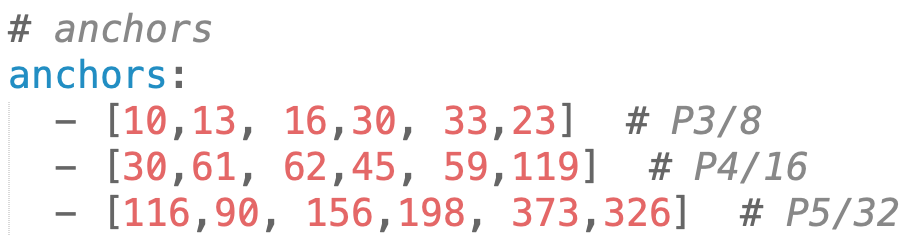 # anchors
anchors:
  - [10,13, 16,30, 33,23]  # P3/8
  - [30,61, 62,45, 59,119]  # P4/16
  - [116,90, 156,198, 373,326]  # P5/32